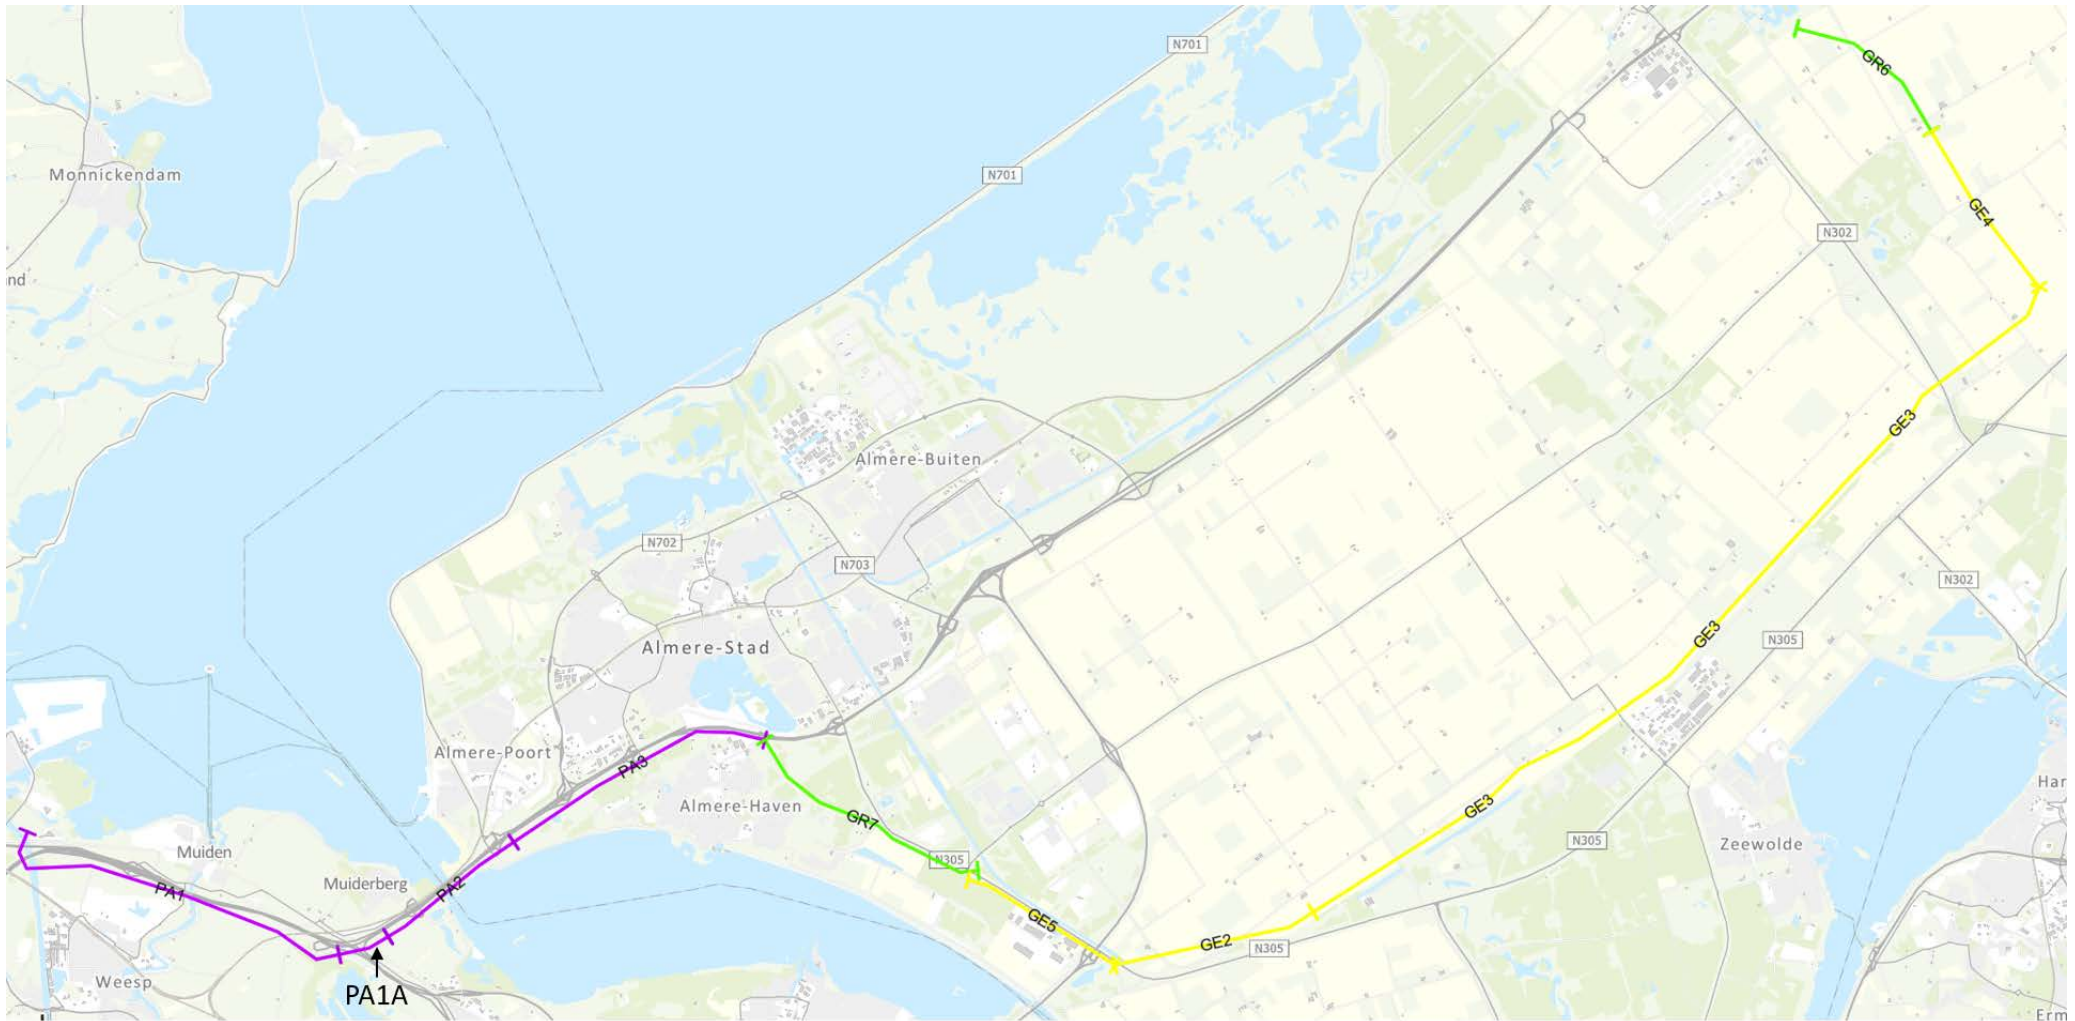 N701
GR6
N701
Monnickendam
GE4
N302
nd
GE3
Almere-Buiten
N702
N703
N302
GE3
N305
Almere-Stad
Almere-Poort
PA3
Almere-Haven
GE3
GR7
Har
N305
Zeewolde
Muiden
N305
PA1
Muiderberg
PA2
GE5
GE2
N305
Weesp
PA1A
Erm